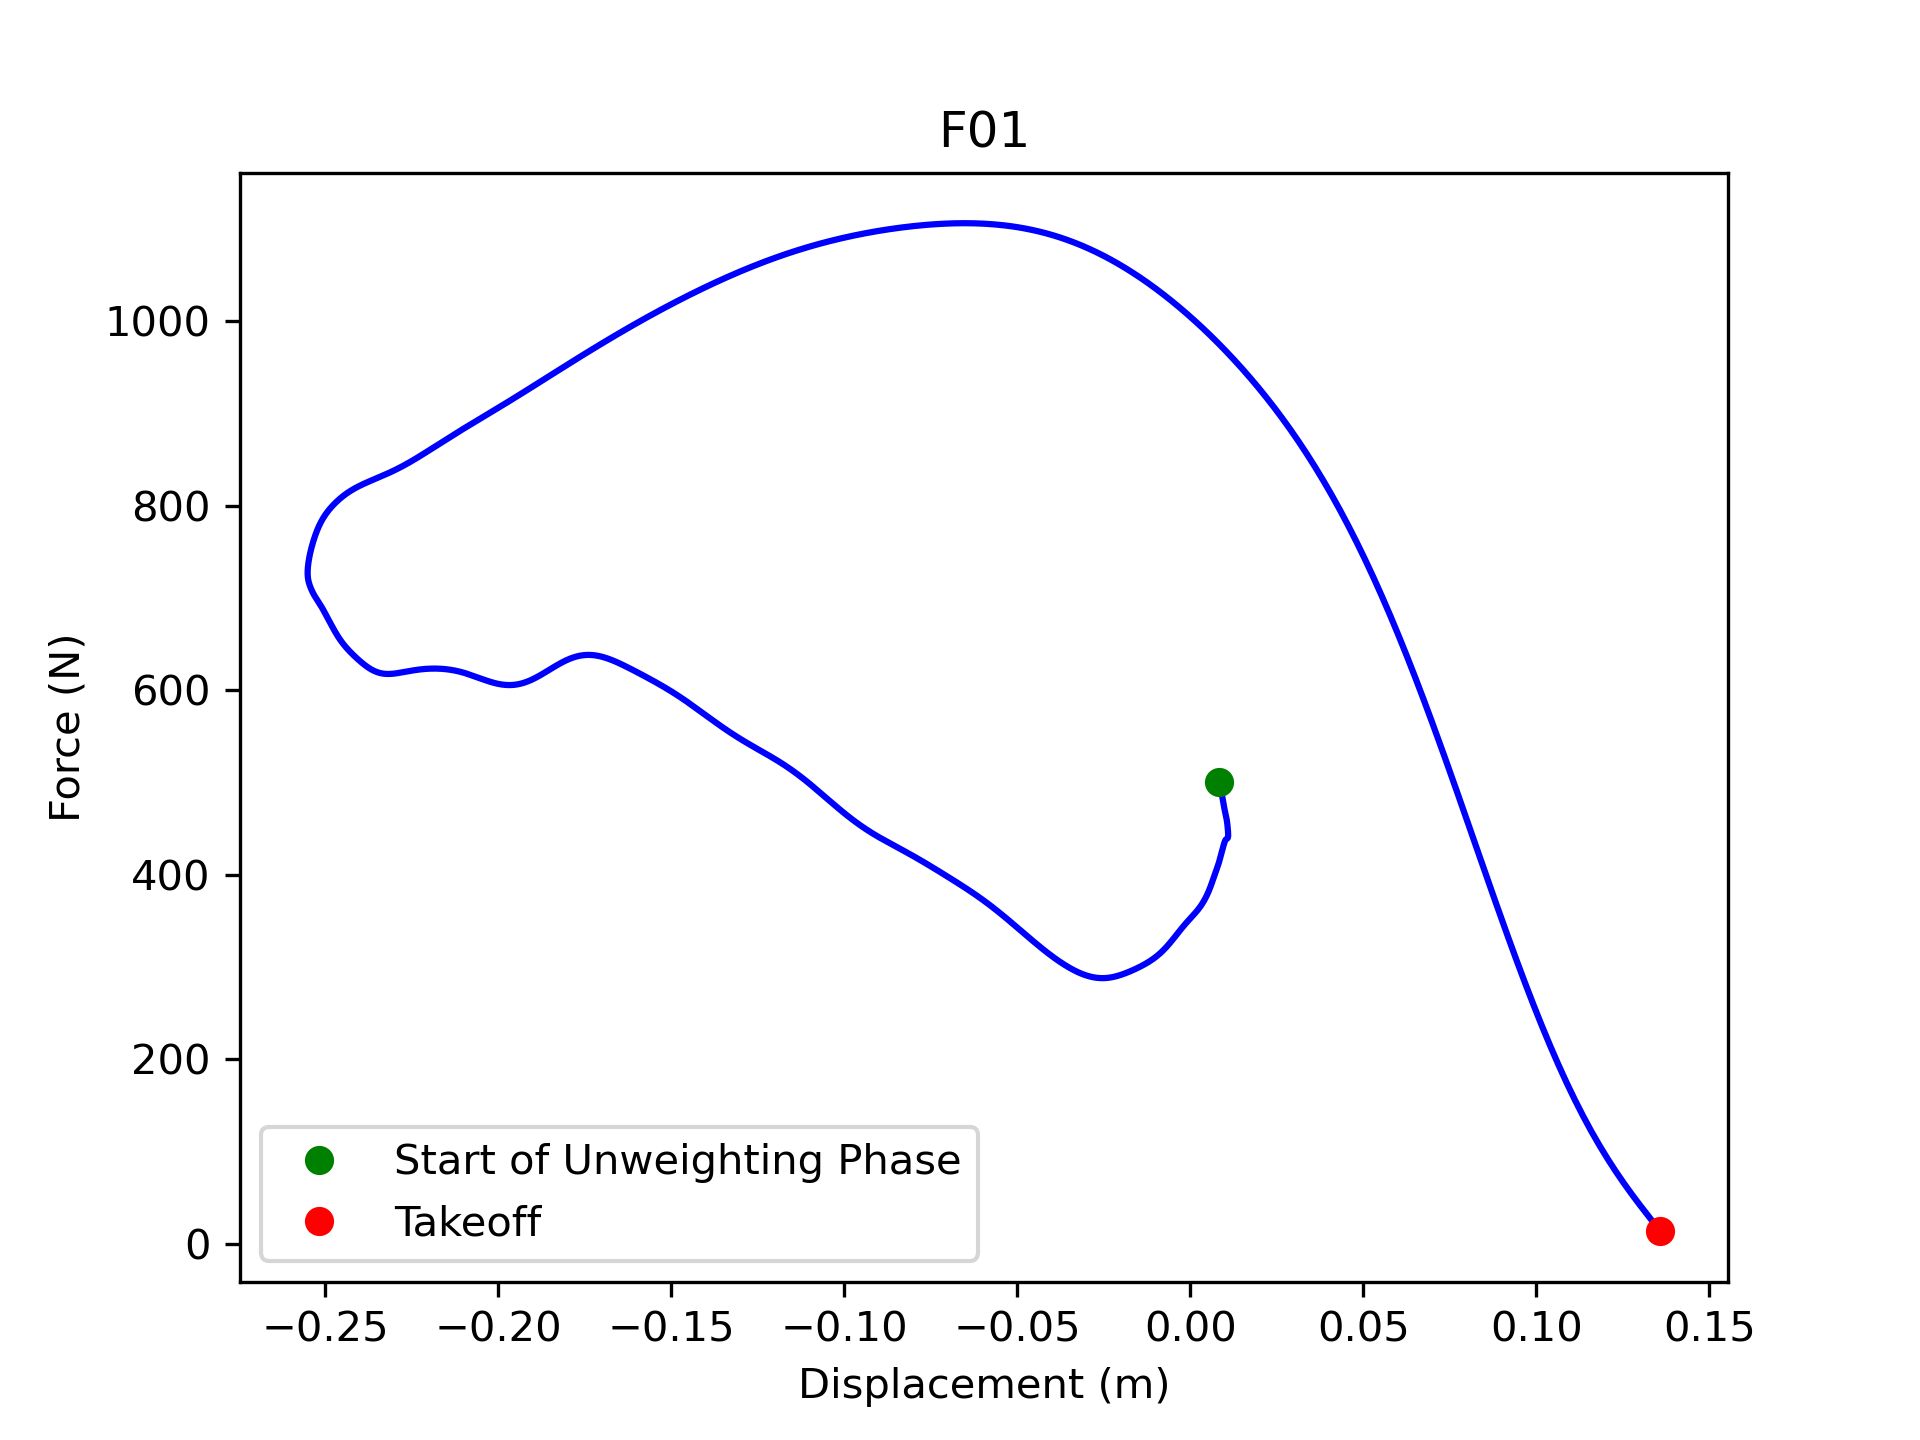 F01
Force (N)
1000
800
600
400
200
0
Start of Unweighting Phase
Takeoff
−0.25 −0.20 −0.15 −0.10 −0.05 0.00 0.05 0.10 0.15
Displacement (m)